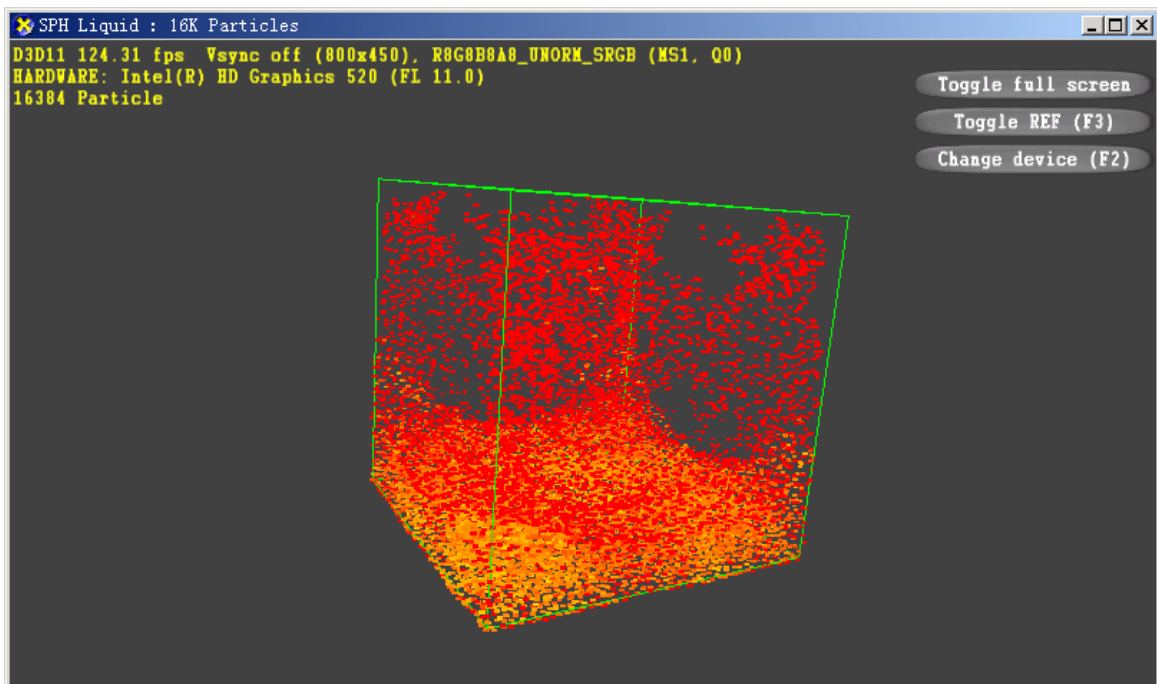 SPH Liquid : 16K Particles
D3D11 124.31 fps Vsync off (800x450), R8G8B8A8_UNORM_SRGB (MS1, Q0)
HARDWARE: Intel(R) HD Graphics 520 (FL 11.0)
16384 Particle
Toggle full screen
Toggle REF (F3)
Change device (F2)